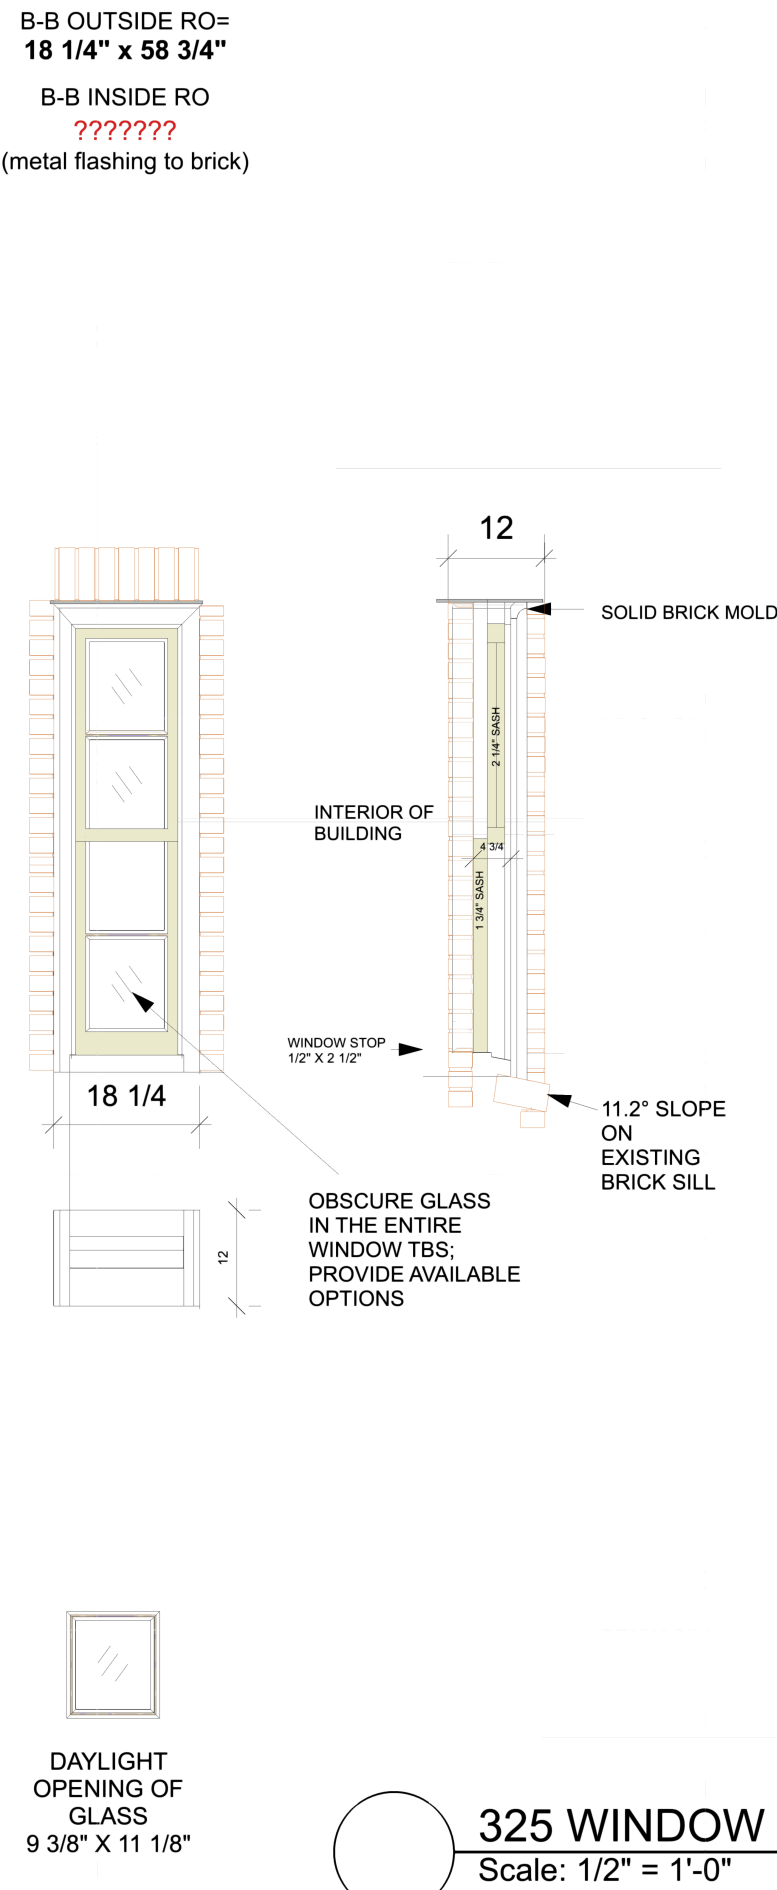 B-B OUTSIDE RO=
18 1/4" x 58 3/4"
B-B INSIDE RO
???????
(metal flashing to brick)
12
SOLID BRICK MOLD
2 1/4" SASH
INTERIOR OF
BUILDING
4 3/4
1 3/4" SASH
WINDOW STOP
1/2" X 2 1/2"
18 1/4
11.2° SLOPE
ON
EXISTING
BRICK SILL
12
OBSCURE GLASS
IN THE ENTIRE
WINDOW TBS;
PROVIDE AVAILABLE
OPTIONS
DAYLIGHT
OPENING OF
GLASS
9 3/8" X 11 1/8"
325 WINDOW
Scale: 1/2" = 1'-0"